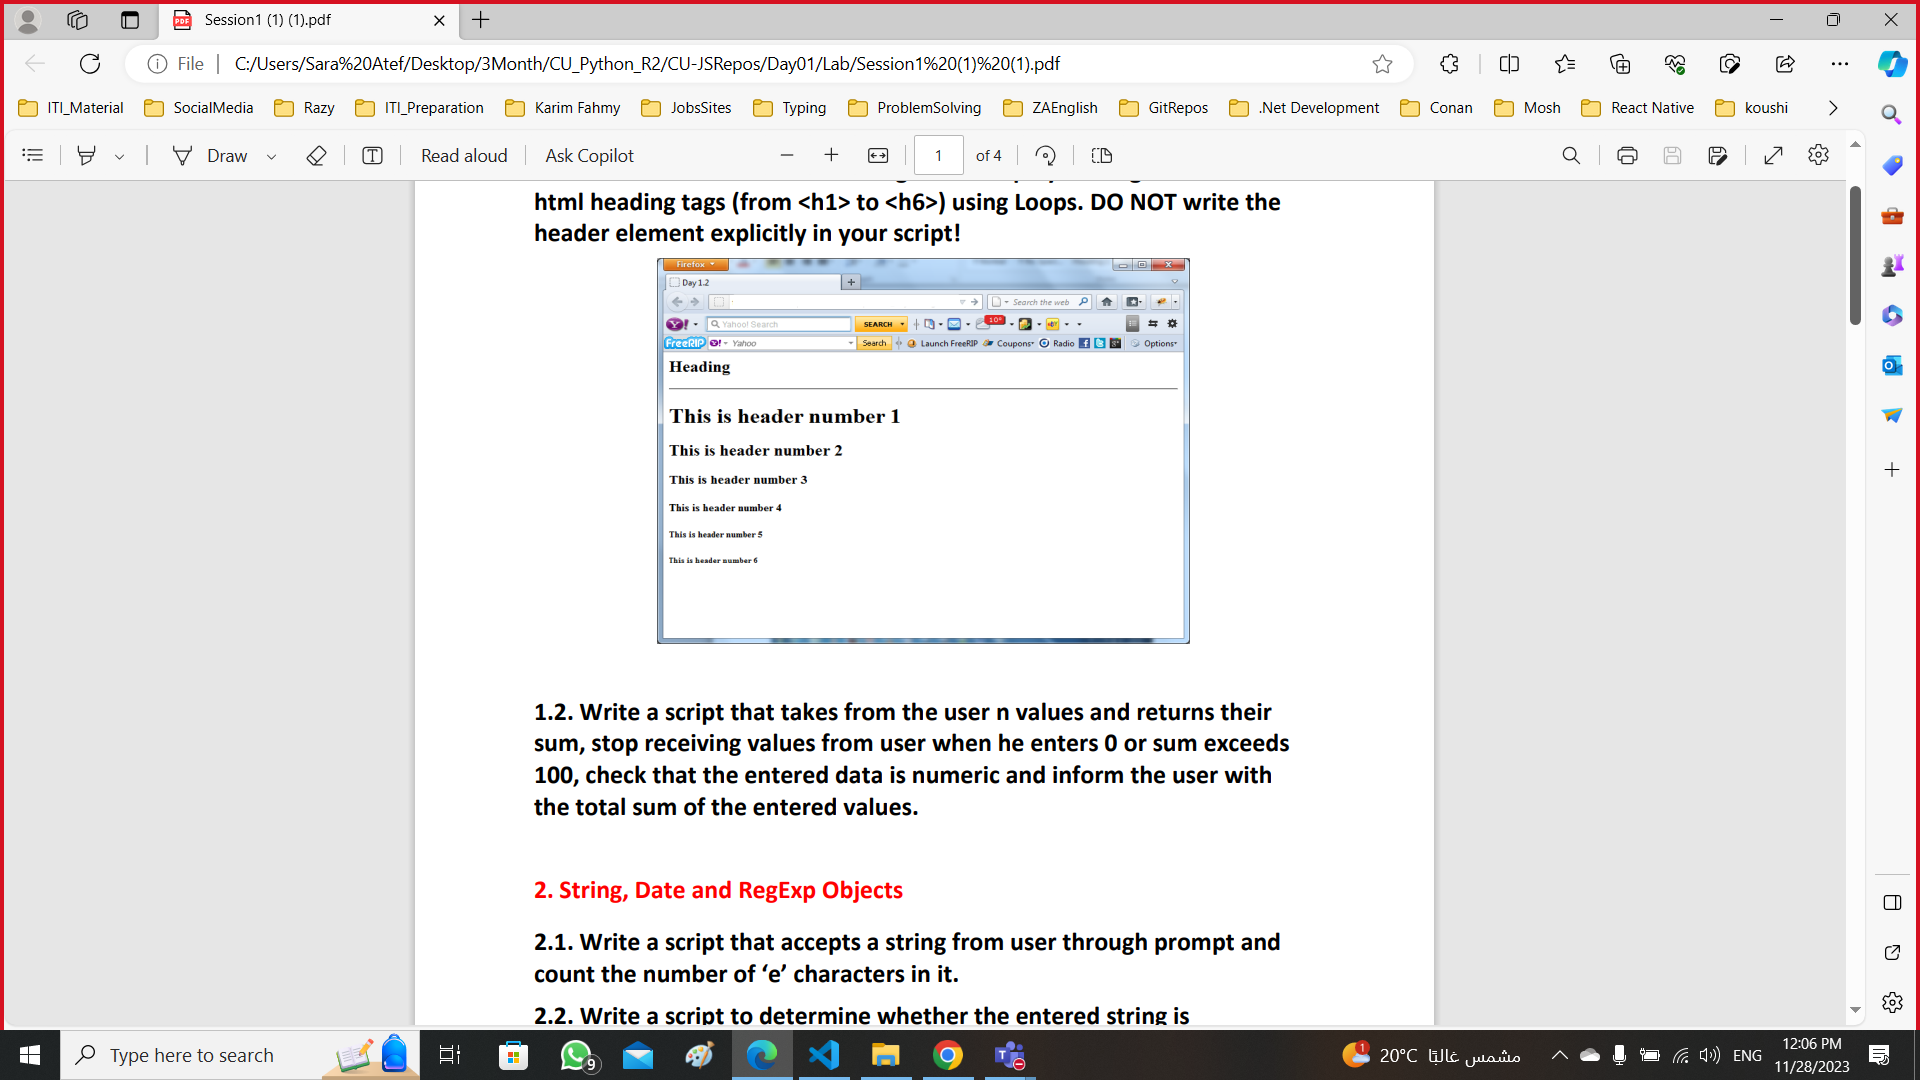 Session1 (1) (1).pdf
File
C:/Users/Sara%20Atef/Desktop/3Month/CU_Python_R2/CU-JSRepos/Day01/Lab/Session1%20(1)%20(1).pdf
ITI_Material
SocialMedia
Razy
ITI_Preparation
Karim Fahmy
JobsSites
Typing
ProblemSolving
ZAEnglish
GitRepos
.Net Development
Conan
Mosh
React Native
koushi
Draw
Read aloud
Ask Copilot
1
of 4
html heading tags (from <h1> to <h6>) using Loops. DO NOT write the
header element explicitly in your script!
Firefox
Day 1.2
Search the web
Yahoo! Search
SEARCH
10°
FreeRIP
Yahoo
Search
Launch FreeRIP
Coupons
Radio
Options
Heading
This is header number 1
This is header number 2
This is header number 3
This is header number 4
This is header number 5
This is header number 6
1.2. Write a script that takes from the user n values and returns their
sum, stop receiving values from user when he enters 0 or sum exceeds
100, check that the entered data is numeric and inform the user with
the total sum of the entered values.
2. String, Date and RegExp Objects
2.1. Write a script that accepts a string from user through prompt and
count the number of ‘e’ characters in it.
2.2. Write a script to determine whether the entered string is
Type here to search
9
1
20°C مشمس غالبًا
ENG
12:06 PM
11/28/2023